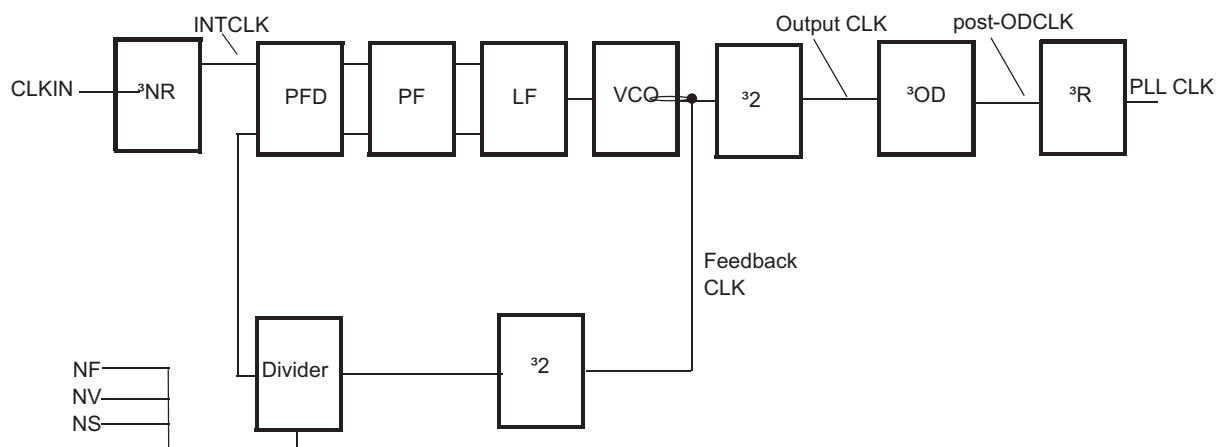 INTCLK
Output CLK
post-ODCLK
CLKIN
³NR
PFD
PF
LF
VCO
³2
³OD
³R
PLL CLK
Feedback
CLK
Divider
³2
NF
NV
NS